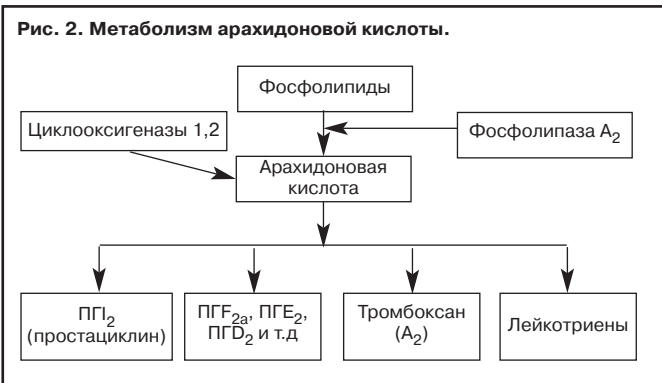 Рис. 2. Метаболизм арахидоновой кислоты.
Фосфолипиды
Циклооксигеназы 1,2
Фосфолипаза А₂
Арахидоновая
кислота
ПГI₂
(простациклин)
ПГF₂ₐ, ПГЕ₂,
ПГD₂ и т.д
Тромбоксан
(А₂)
Лейкотриены